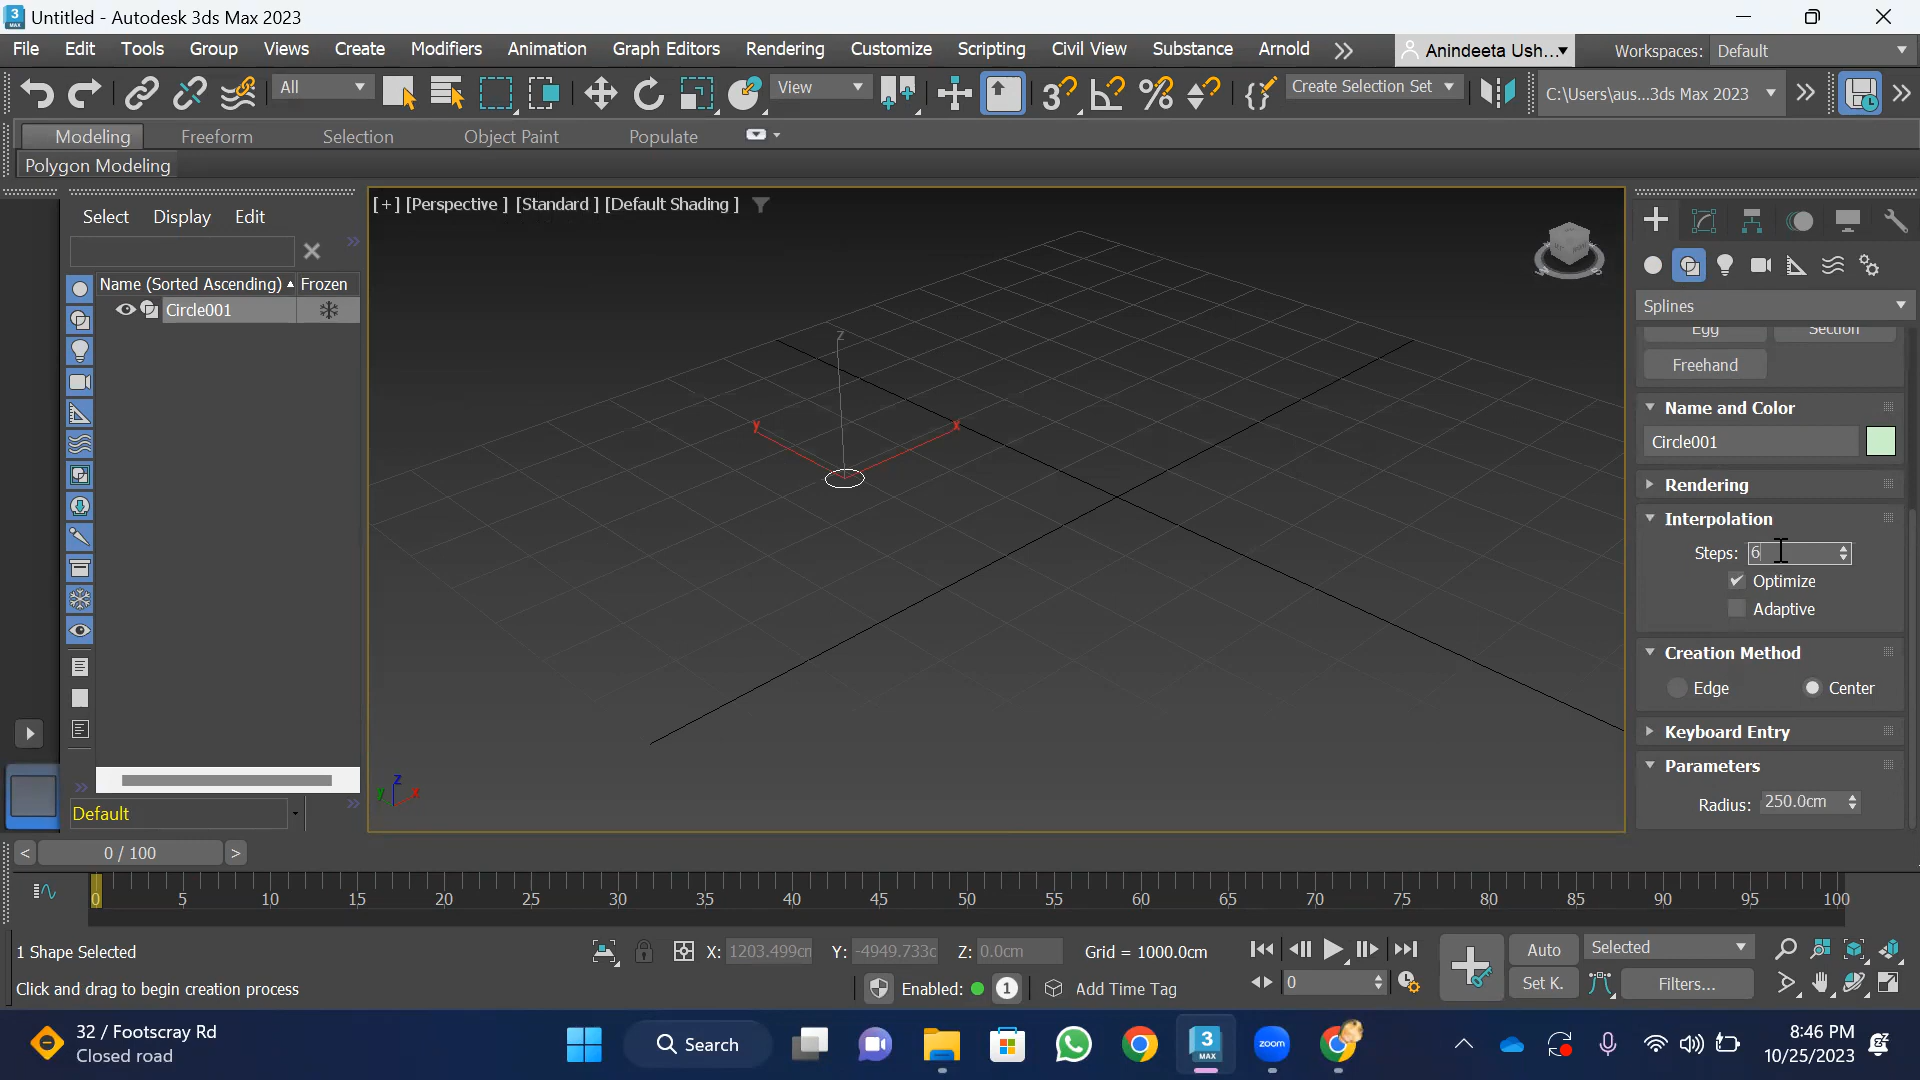 Untitled - Autodesk 3ds Max 2023
File Edit Tools Group Views Create Modifiers Animation Graph Editors Rendering Customize Scripting Civil View Substance Arnold Anindeeta Ush... Workspaces: Default
All View 3 Create Selection Set C:\Users\aus...3ds Max 2023
Modeling Freeform Selection Object Paint Populate
Polygon Modeling
Select Display Edit
Name (Sorted Ascending) Frozen
Circle001
Default
[+] [Perspective ] [Standard ] [Default Shading ]
z
y x
z
y x
Splines
Egg Section
Freehand
Name and Color
Circle001
Rendering
Interpolation
Steps: 6
Optimize
Adaptive
Creation Method
Edge Center
Keyboard Entry
Parameters
Radius: 250.0cm
< 0 / 100 >
0 5 10 15 20 25 30 35 40 45 50 55 60 65 70 75 80 85 90 95 100
1 Shape Selected X: 1203.499cm Y: -4949.733c Z: 0.0cm Grid = 1000.0cm Auto Selected
Click and drag to begin creation process Enabled: 1 Add Time Tag 0 Set K. Filters...
32 / Footscray Rd
Closed road
Search
3
MAX
zoom
8:46 PM
10/25/2023